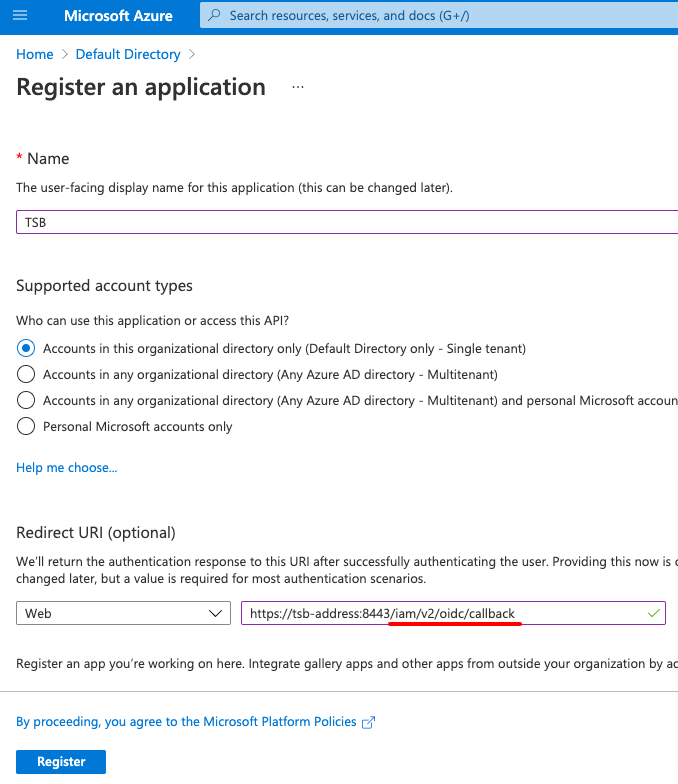 Microsoft Azure
Search resources, services, and docs (G+/)
Home > Default Directory >
Register an application ...
* Name
The user-facing display name for this application (this can be changed later).
TSB
Supported account types
Who can use this application or access this API?
Accounts in this organizational directory only (Default Directory only - Single tenant)
Accounts in any organizational directory (Any Azure AD directory - Multitenant)
Accounts in any organizational directory (Any Azure AD directory - Multitenant) and personal Microsoft
Personal Microsoft accounts only
Help me choose...
Redirect URI (optional)
We'll return the authentication response to this URI after successfully authenticating the user. Providing this now is
changed later, but a value is required for most authentication scenarios.
Web
https://tsb-address:8443/iam/v2/oidc/callback
Register an app you're working on here. Integrate gallery apps and other apps from outside your organization by
By proceeding, you agree to the Microsoft Platform Policies
Register